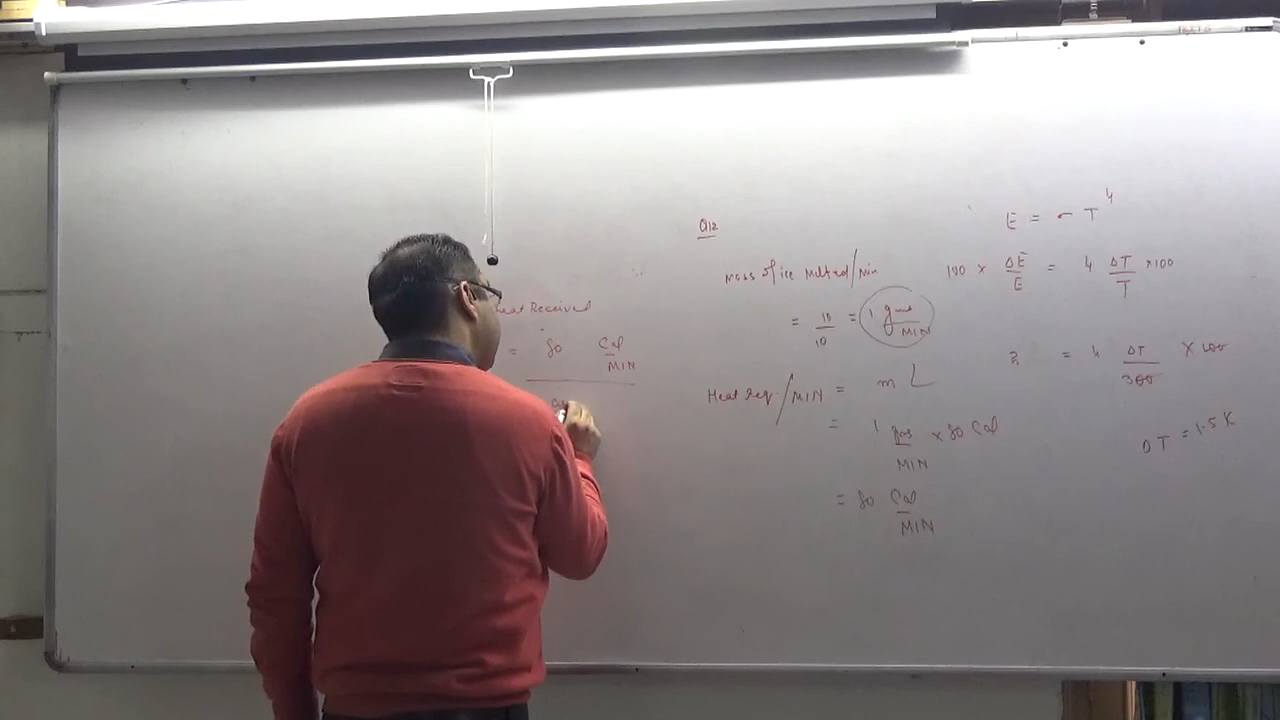 Heat Received
= 80 Cal
MIN
Q12
Mass of ice Melted/Min
= 10/10 = 1 gm/MIN
Heat req/MIN = mL
= 1 gm/MIN × 80 Cal
= 80 Cal/MIN
E = σ T⁴
100 × ΔE/E = 4 ΔT/T × 100
= 4 ΔT/300 × 100
ΔT = 1.5 K